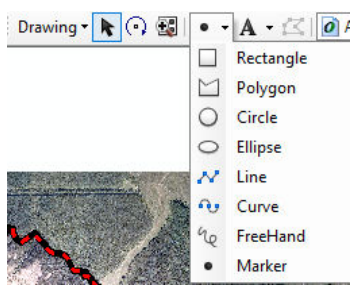 Drawing A A
Rectangle
Polygon
Circle
Ellipse
Line
Curve
FreeHand
Marker